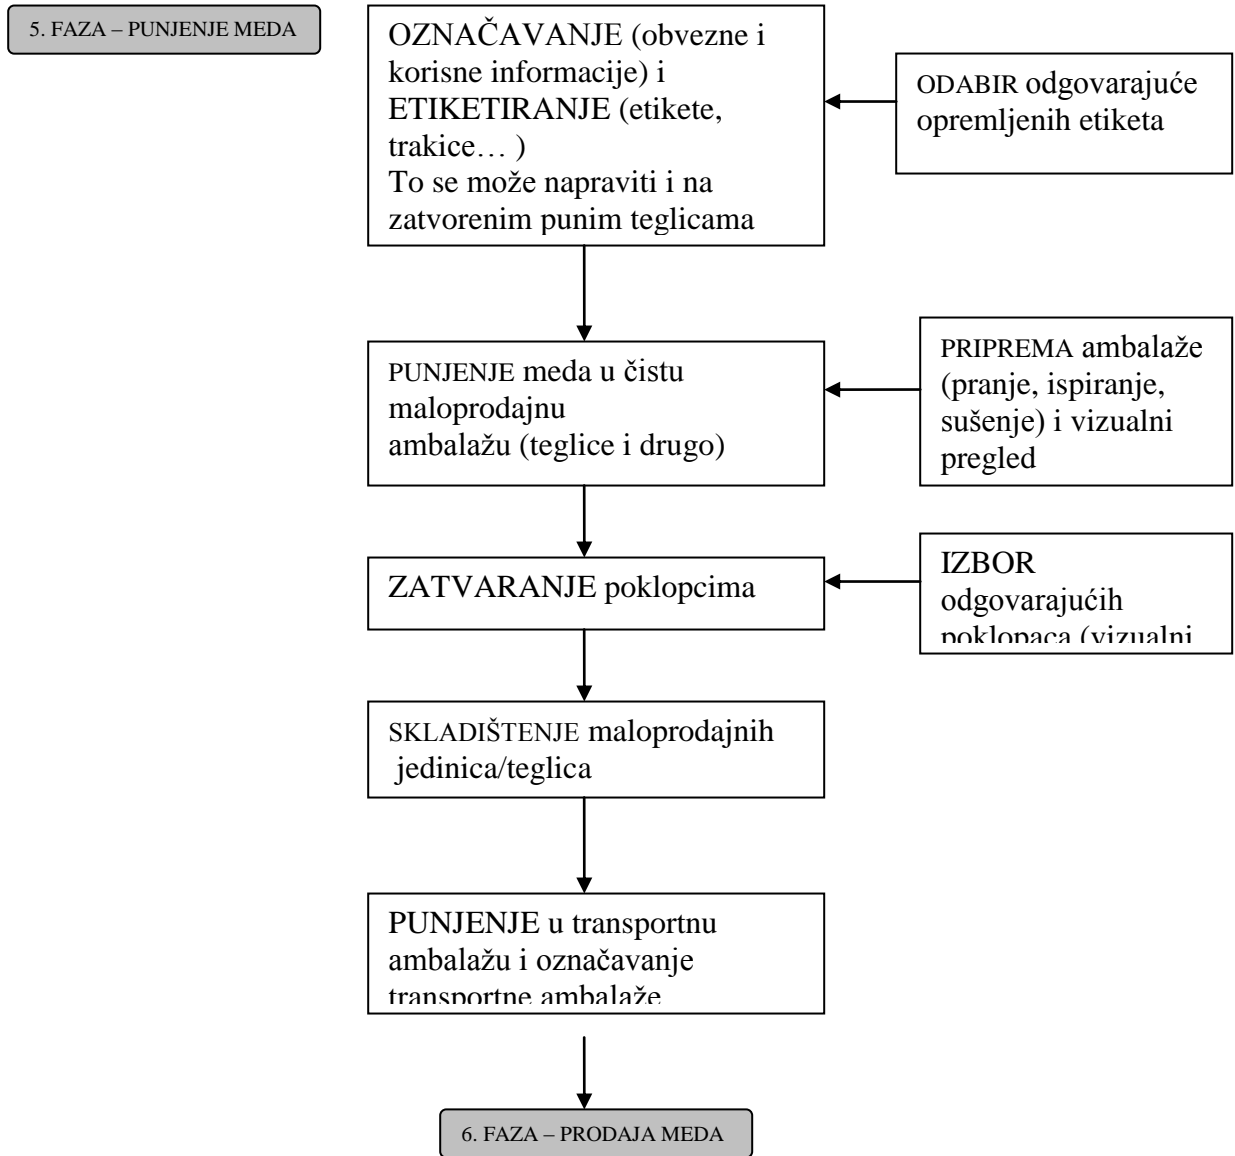 5. FAZA – PUNJENJE MEDA
OZNAČAVANJE (obvezne i
korisne informacije) i
ETIKETIRANJE (etikete,
trakice… )
To se može napraviti i na
zatvorenim punim teglicama
ODABIR odgovarajuće
opremljenih etiketa
PUNJENJE meda u čistu
maloprodajnu
ambalažu (teglice i drugo)
PRIPREMA ambalaže
(pranje, ispiranje,
sušenje) i vizualni
pregled
ZATVARANJE poklopcima
IZBOR
odgovarajućih
poklopaca (vizualni
SKLADIŠTENJE maloprodajnih
jedinica/teglica
PUNJENJE u transportnu
ambalažu i označavanje
transportne ambalaže
6. FAZA – PRODAJA MEDA